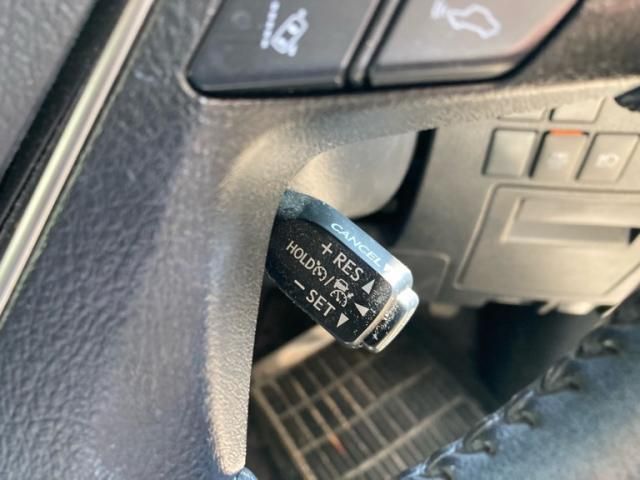 CANCEL
+ RES
HOLD /
− SET